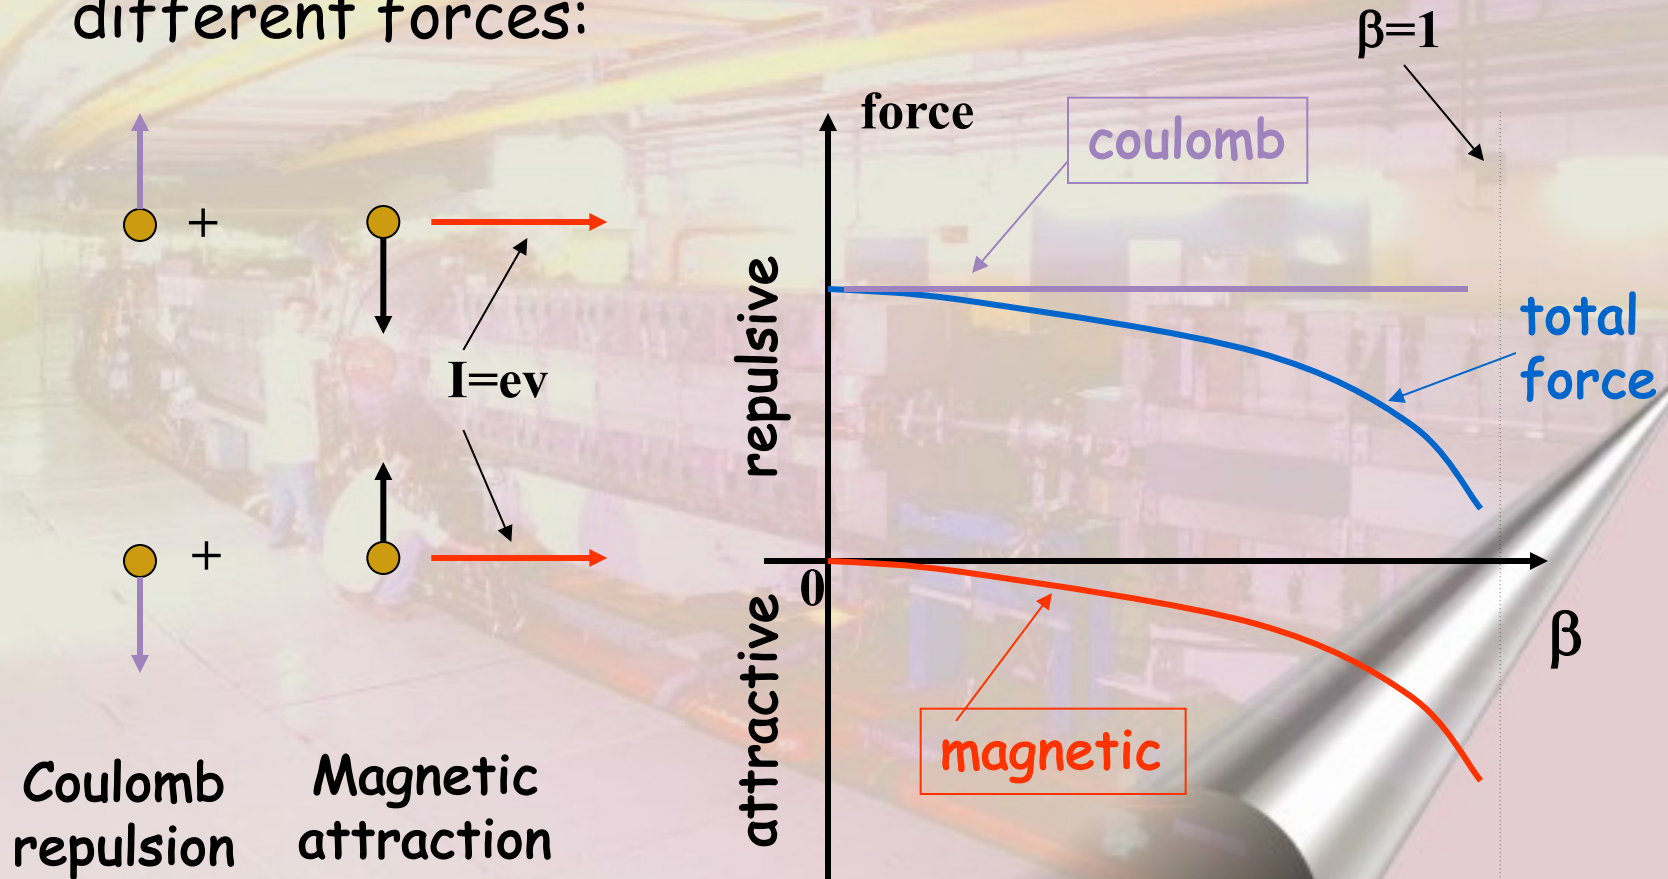 different forces:
β=1
force
coulomb
+
repulsive
total
force
I=ev
+
0
β
attractive
magnetic
Coulomb
repulsion
Magnetic
attraction